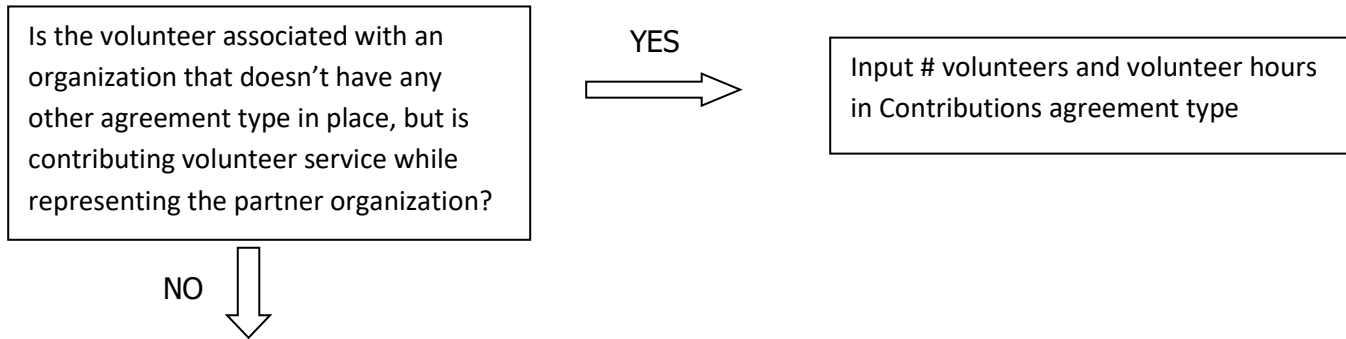 Is the volunteer associated with an
organization that doesn’t have any
other agreement type in place, but is
contributing volunteer service while
representing the partner organization?
YES
Input # volunteers and volunteer hours
in Contributions agreement type
NO